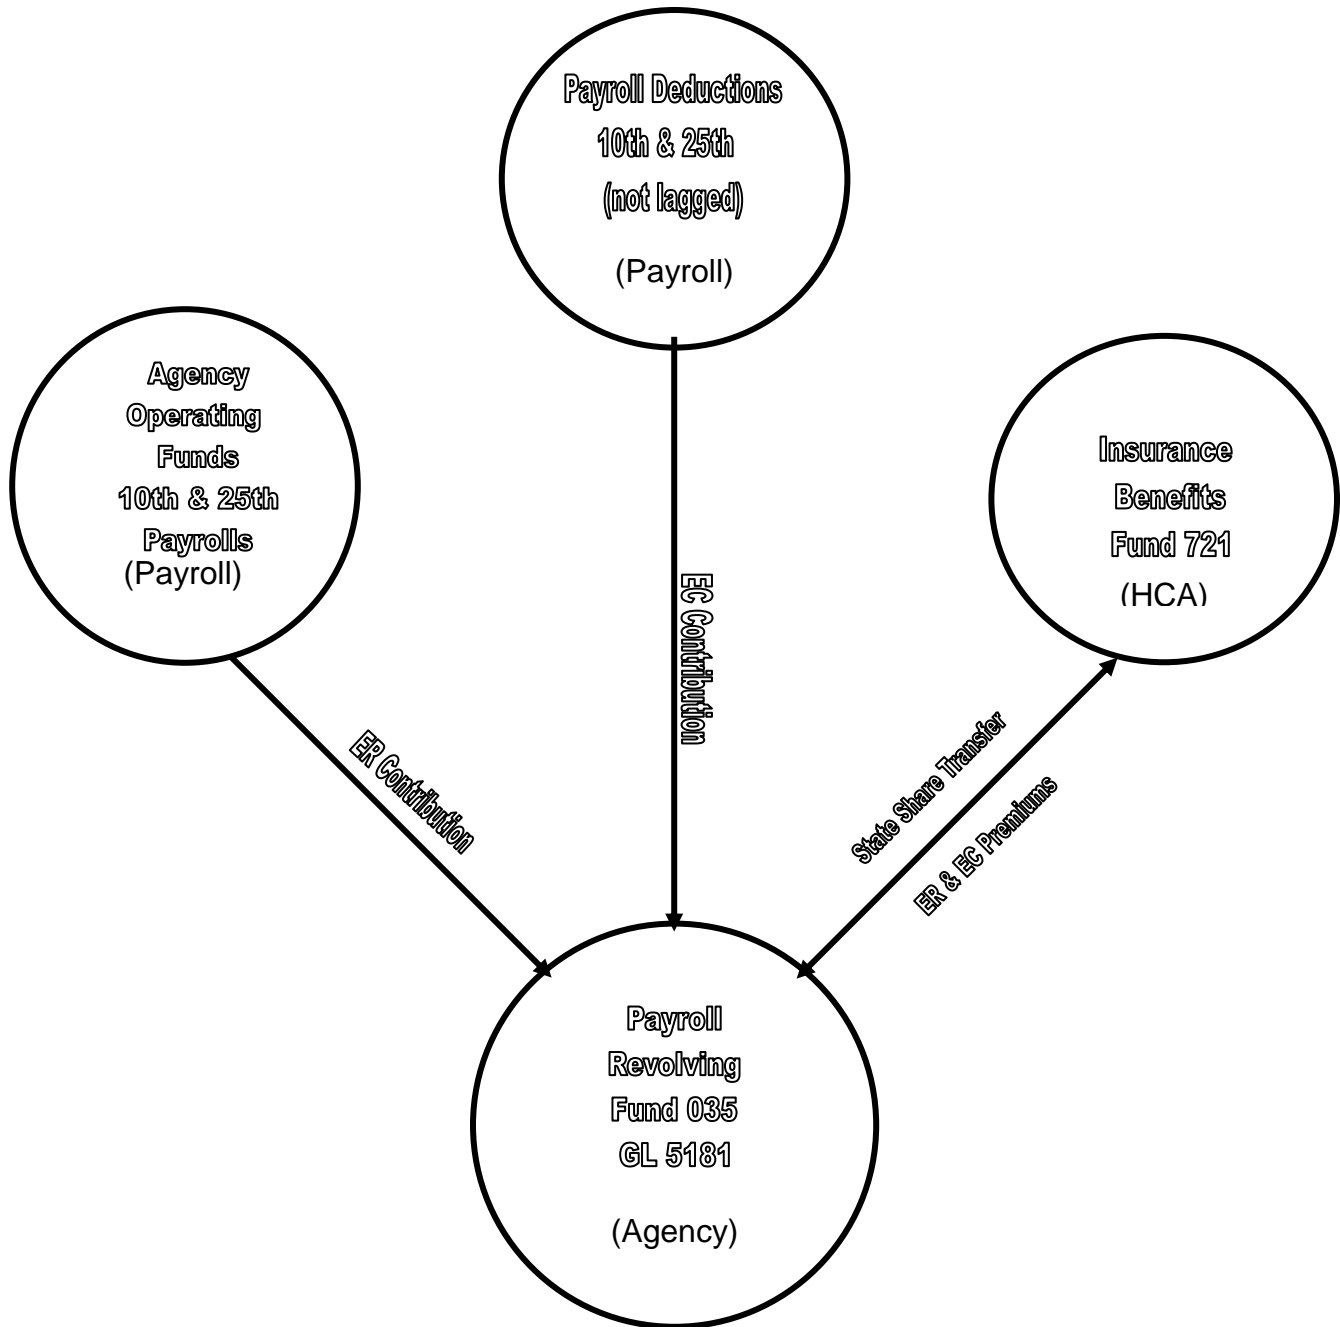 Payroll Deductions
10th & 25th
(not lagged)
(Payroll)
Agency
Operating
Funds
10th & 25th
Payrolls
(Payroll)
Insurance
Benefits
Fund 721
(HCA)
EC Contribution
ER Contribution
State Share Transfer
ER & EC Premiums
Payroll
Revolving
Fund 035
GL 5181
(Agency)